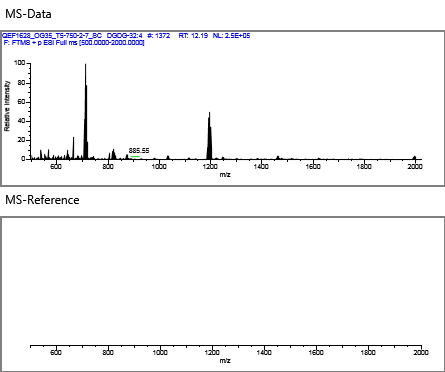 MS-Data
QEF1628_OG35_T5-750-2-7_BC DGDG-32:4 #: 1372 RT: 12.19 NL: 2.5E+05
F: FTMS + p ESI Full ms [500.0000-2000.0000]
Relative Intensity
100
80
60
40
20
0
885.55
600 800 1000 1200 1400 1600 1800 2000
m/z
MS-Reference
600 800 1000 1200 1400 1600 1800 2000
m/z